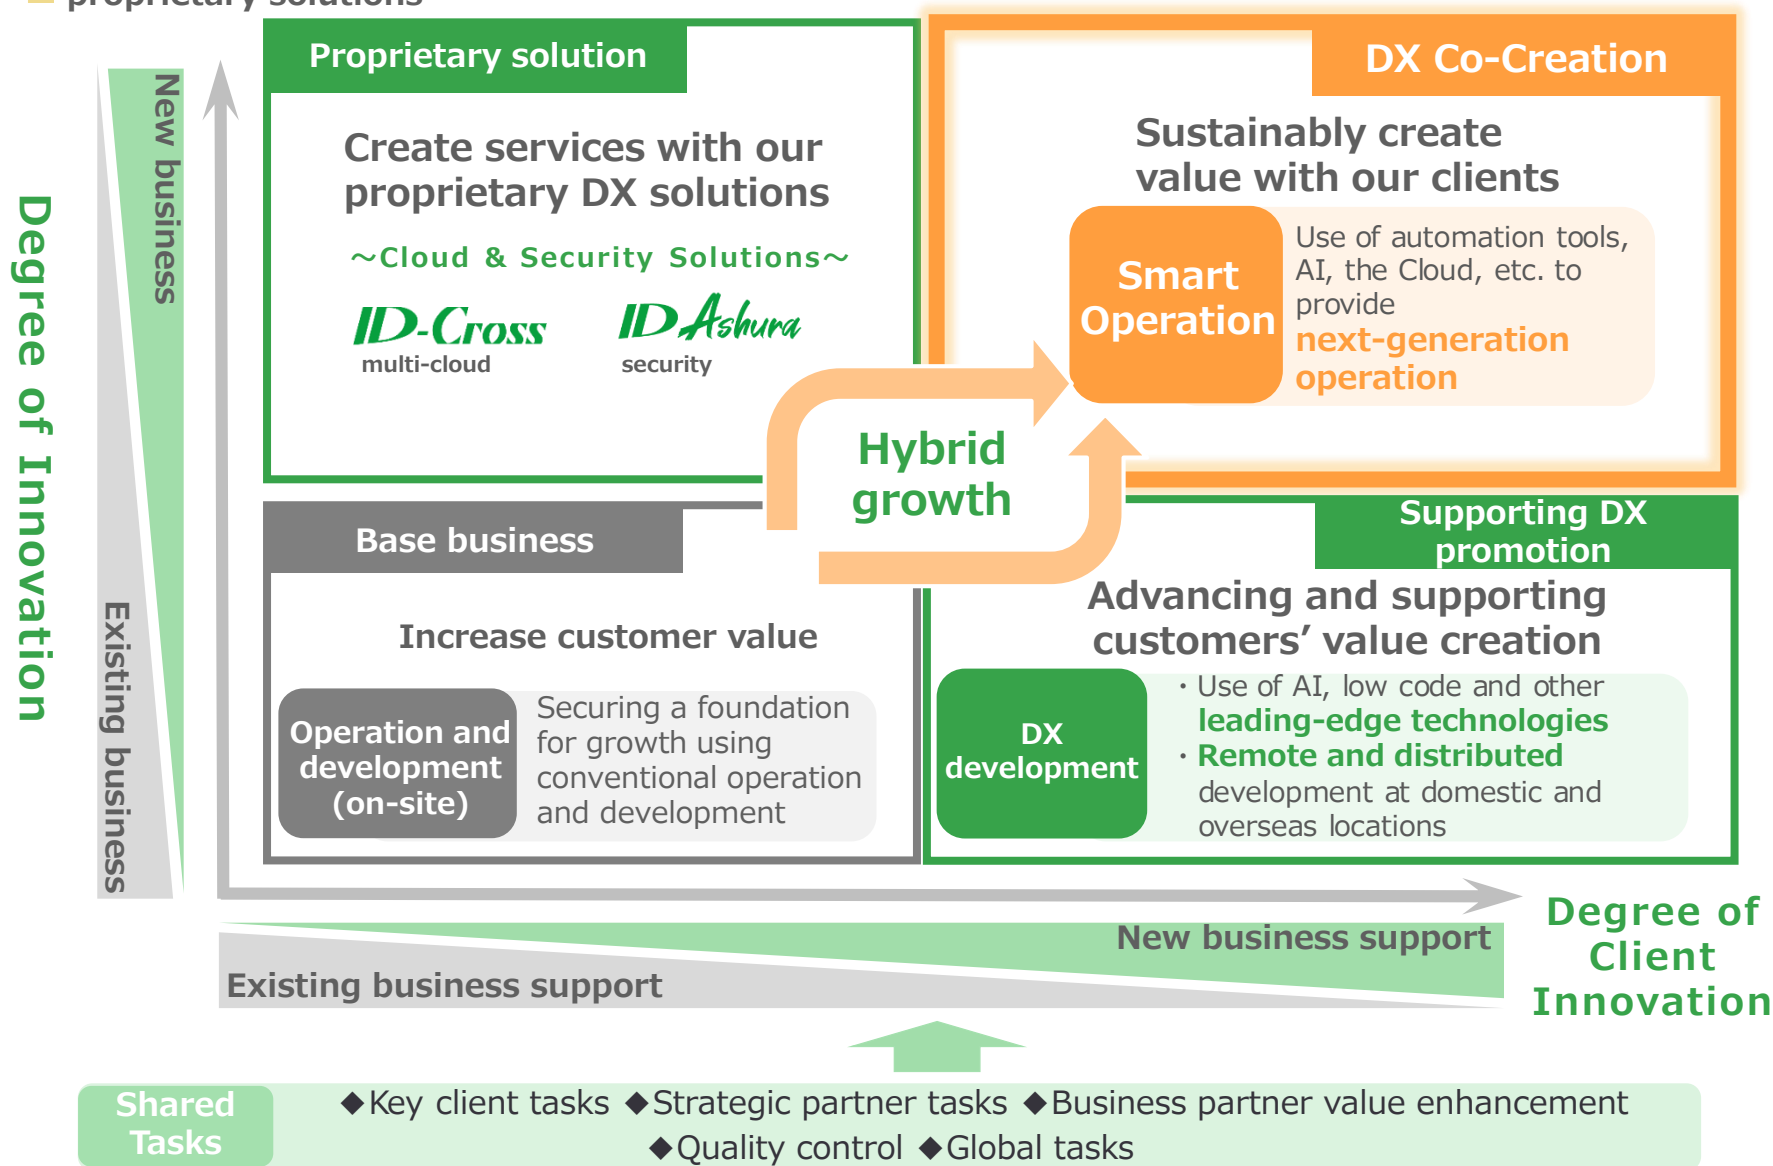 proprietary solutions
Proprietary solution
Create services with our
proprietary DX solutions
～Cloud & Security Solutions～
ID-Cross
multi-cloud
ID Ashura
security
DX Co-Creation
Sustainably create
value with our clients
Smart
Operation
Use of automation tools,
AI, the Cloud, etc. to
provide
next-generation
operation
Hybrid
growth
Base business
Increase customer value
Operation and
development
(on-site)
Securing a foundation
for growth using
conventional operation
and development
Supporting DX
promotion
Advancing and supporting
customers’ value creation
DX
development
・Use of AI, low code and other
leading-edge technologies
・Remote and distributed
development at domestic and
overseas locations
Degree of Innovation
New business
Existing business
New business support
Existing business support
Degree of
Client
Innovation
Shared
Tasks
◆Key client tasks ◆Strategic partner tasks ◆Business partner value enhancement
◆Quality control ◆Global tasks